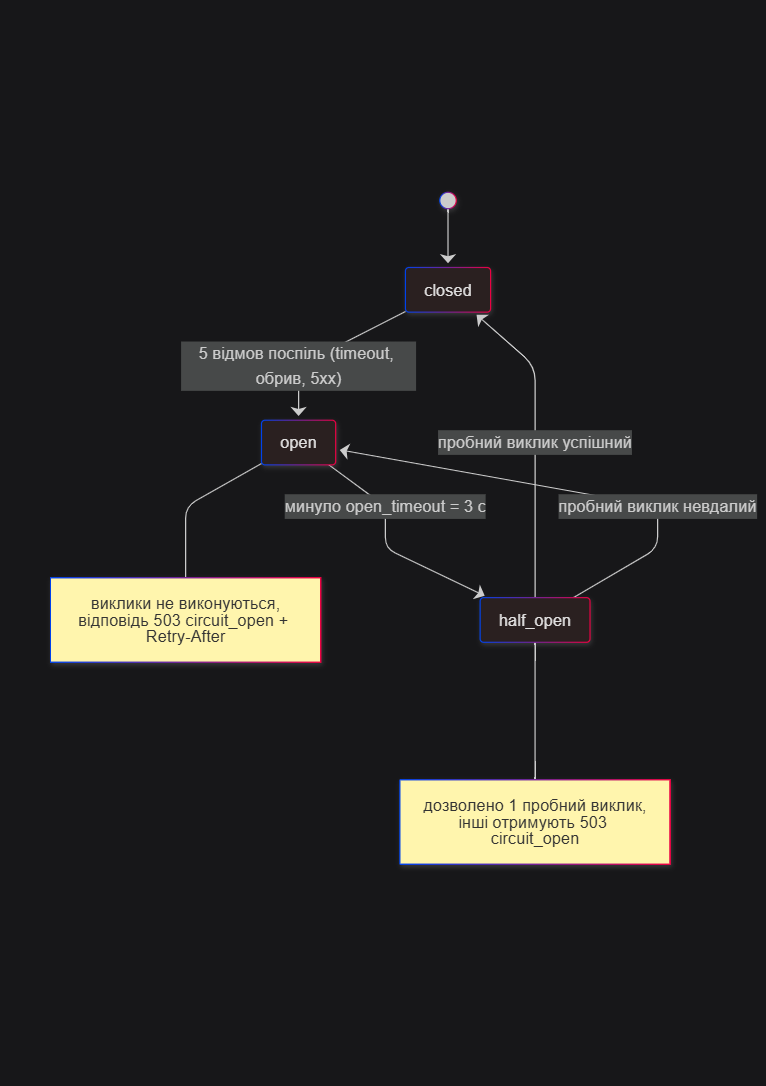 closed
5 відмов поспіль (timeout,
обрив, 5xx)
open
пробний виклик успішний
минуло open_timeout = 3 с
пробний виклик невдалий
виклики не виконуються,
відповідь 503 circuit_open +
Retry-After
half_open
дозволено 1 пробний виклик,
інші отримують 503
circuit_open